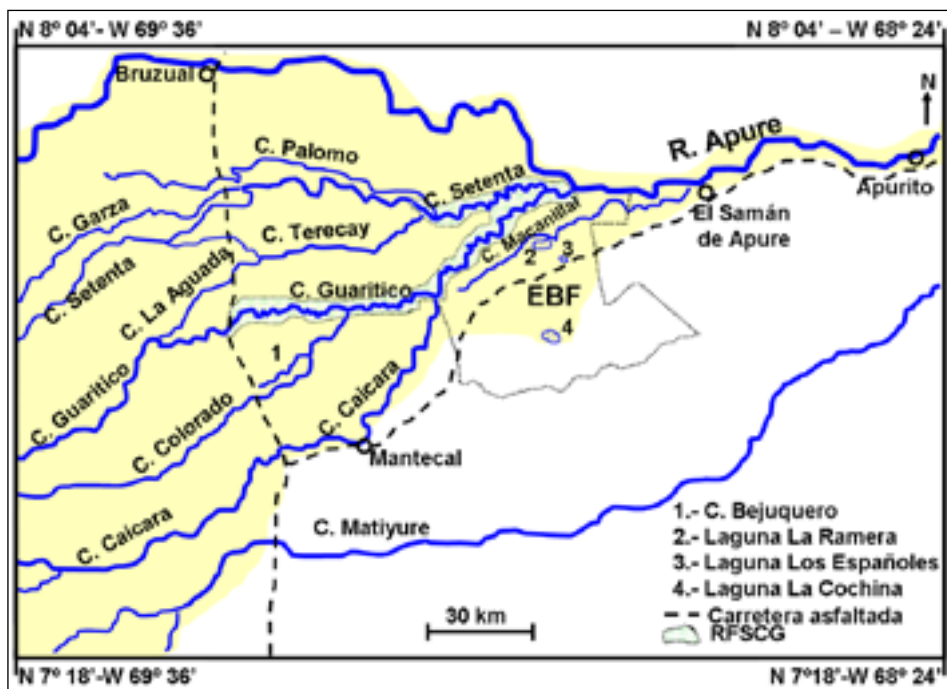 N 8º 04'- W 69º 36'
N 8º 04' – W 68º 24'
Bruzual
N
C. Palomo
R. Apure
C. Setenta
Apurito
C. Garza
C. Terecay
C. Macanillal
El Samán
de Apure
2
3
C. Setenta
C. La Aguada
C. Guaritico
EBF
4
1
C. Guaritico
C. Colorado
C. Caicara
Mantecal
C. Caicara
C. Matiyure
1.- C. Bejuquero
2.- Laguna La Ramera
3.- Laguna Los Españoles
4.- Laguna La Cochina
Carretera asfaltada
RFSCG
30 km
N 7º 18'-W 69º 36'
N 7º18'-W 68º 24'